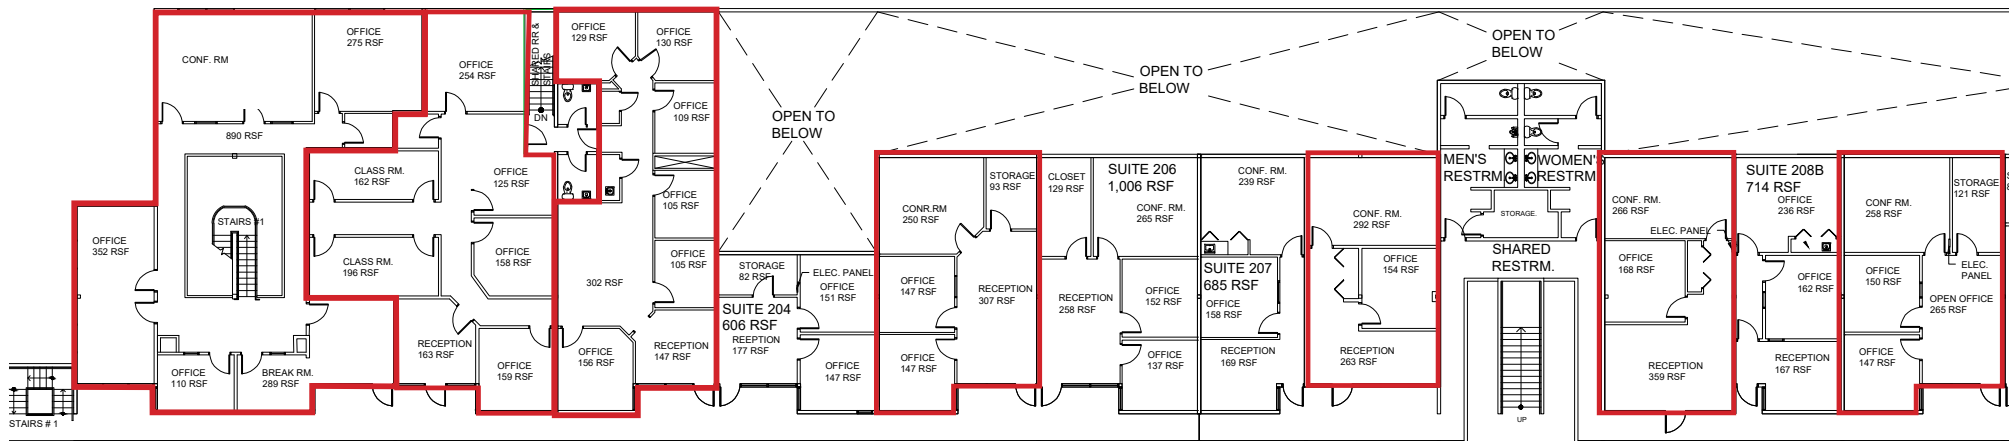 CONF. RM
OFFICE
275 RSF
890 RSF
OFFICE
352 RSF
STAIRS #1
OFFICE
110 RSF
BREAK RM.
289 RSF
STAIRS # 1
OFFICE
254 RSF
SHARED RR &
STAIRS
DN
CLASS RM.
162 RSF
OFFICE
125 RSF
CLASS RM.
196 RSF
OFFICE
158 RSF
RECEPTION
163 RSF
OFFICE
159 RSF
OFFICE
129 RSF
OFFICE
130 RSF
OFFICE
109 RSF
OFFICE
105 RSF
OFFICE
105 RSF
302 RSF
OFFICE
156 RSF
RECEPTION
147 RSF
OPEN TO
BELOW
STORAGE
82 RSF
ELEC. PANEL
OFFICE
151 RSF
SUITE 204
606 RSF
REEPTION
177 RSF
OFFICE
147 RSF
OPEN TO
BELOW
CONR.RM
250 RSF
STORAGE
93 RSF
OFFICE
147 RSF
RECEPTION
307 RSF
OFFICE
147 RSF
CLOSET
129 RSF
SUITE 206
1,006 RSF
CONF. RM.
265 RSF
RECEPTION
258 RSF
OFFICE
152 RSF
OFFICE
137 RSF
CONF. RM.
239 RSF
SUITE 207
685 RSF
OFFICE
158 RSF
RECEPTION
169 RSF
CONF. RM.
292 RSF
OFFICE
154 RSF
RECEPTION
263 RSF
OPEN TO
BELOW
MEN'S
RESTRM
WOMEN'S
RESTRM
STORAGE.
SHARED
RESTRM.
UP
CONF. RM.
266 RSF
ELEC. PANEL
OFFICE
168 RSF
RECEPTION
359 RSF
SUITE 208B
714 RSF
OFFICE
236 RSF
OFFICE
162 RSF
RECEPTION
167 RSF
CONF. RM.
258 RSF
STORAGE
121 RSF
ELEC.
PANEL
OFFICE
150 RSF
OPEN OFFICE
265 RSF
OFFICE
147 RSF